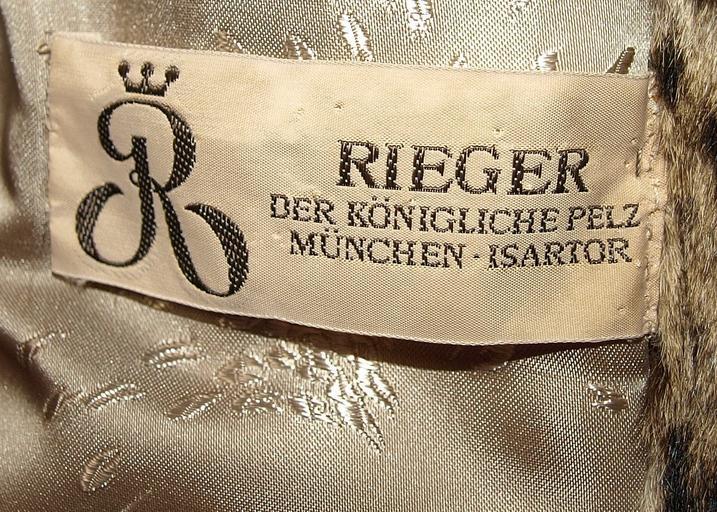 R
RIEGER
DER KÖNIGLICHE PELZ
MÜNCHEN · ISARTOR